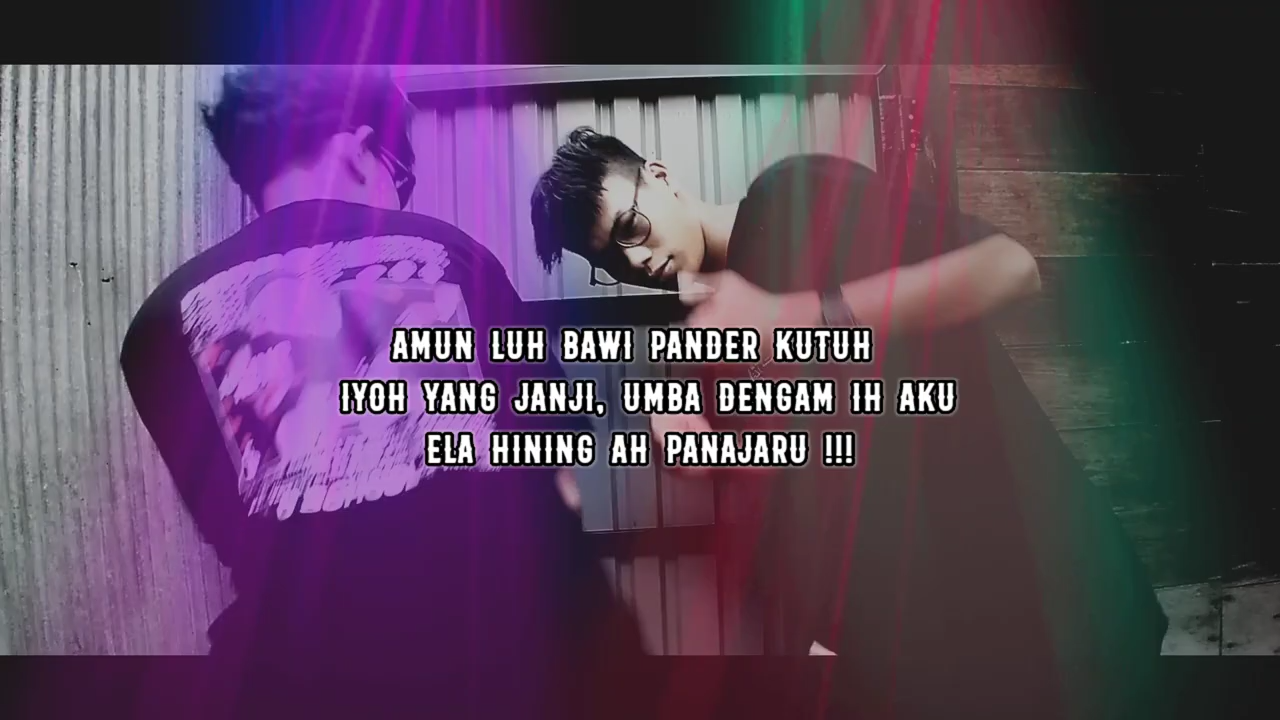 AMUN LUH BAWI PANDER KUTUH
IYOH YANG JANJI, UMBA DENGAM IH AKU
ELA HINING AH PANAJARU !!!